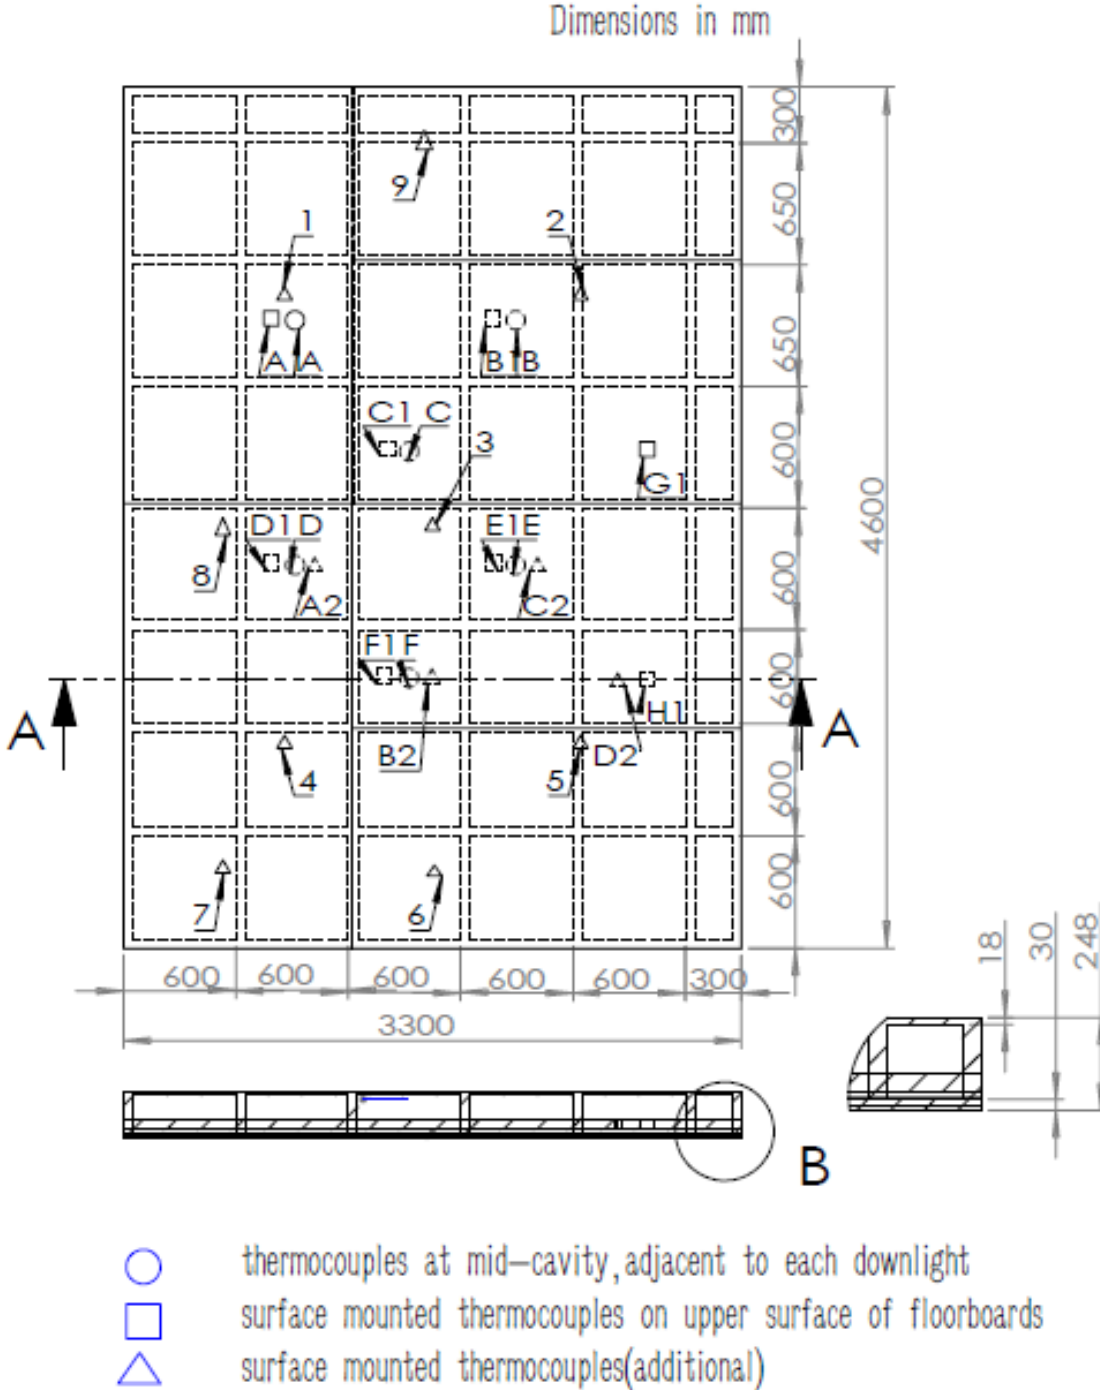 Dimensions in mm
300
9
650
1
2
A A
B B
650
C1 C
3
G1
600
4600
D1 D
E1 E
8
A2
C2
600
F1 F
600
A
H1
A
B2
D2
4
5
600
7
6
600
600 600 600 600 600 300
3300
18
30
248
B
thermocouples at mid-cavity, adjacent to each downlight
surface mounted thermocouples on upper surface of floorboards
surface mounted thermocouples(additional)